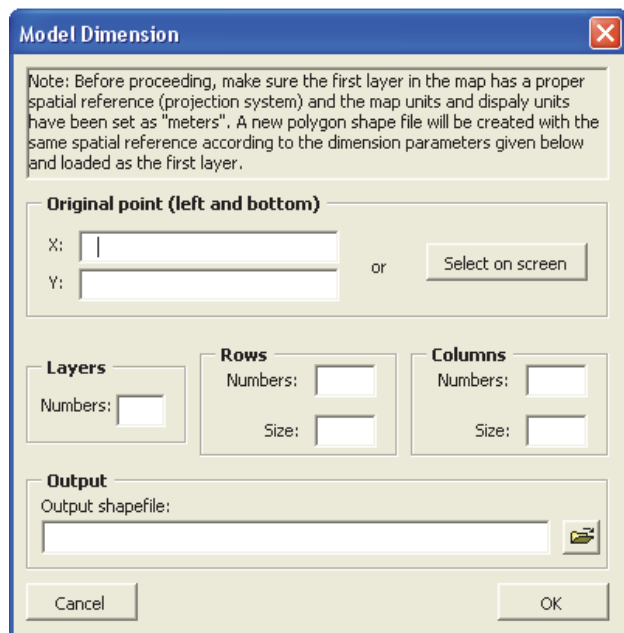 Model Dimension
Note: Before proceeding, make sure the first layer in the map has a proper
spatial reference (projection system) and the map units and dispaly units
have been set as "meters". A new polygon shape file will be created with the
same spatial reference according to the dimension parameters given below
and loaded as the first layer.
Original point (left and bottom)
X:
Y:
or
Select on screen
Layers
Numbers:
Rows
Numbers:
Size:
Columns
Numbers:
Size:
Output
Output shapefile:
Cancel
OK